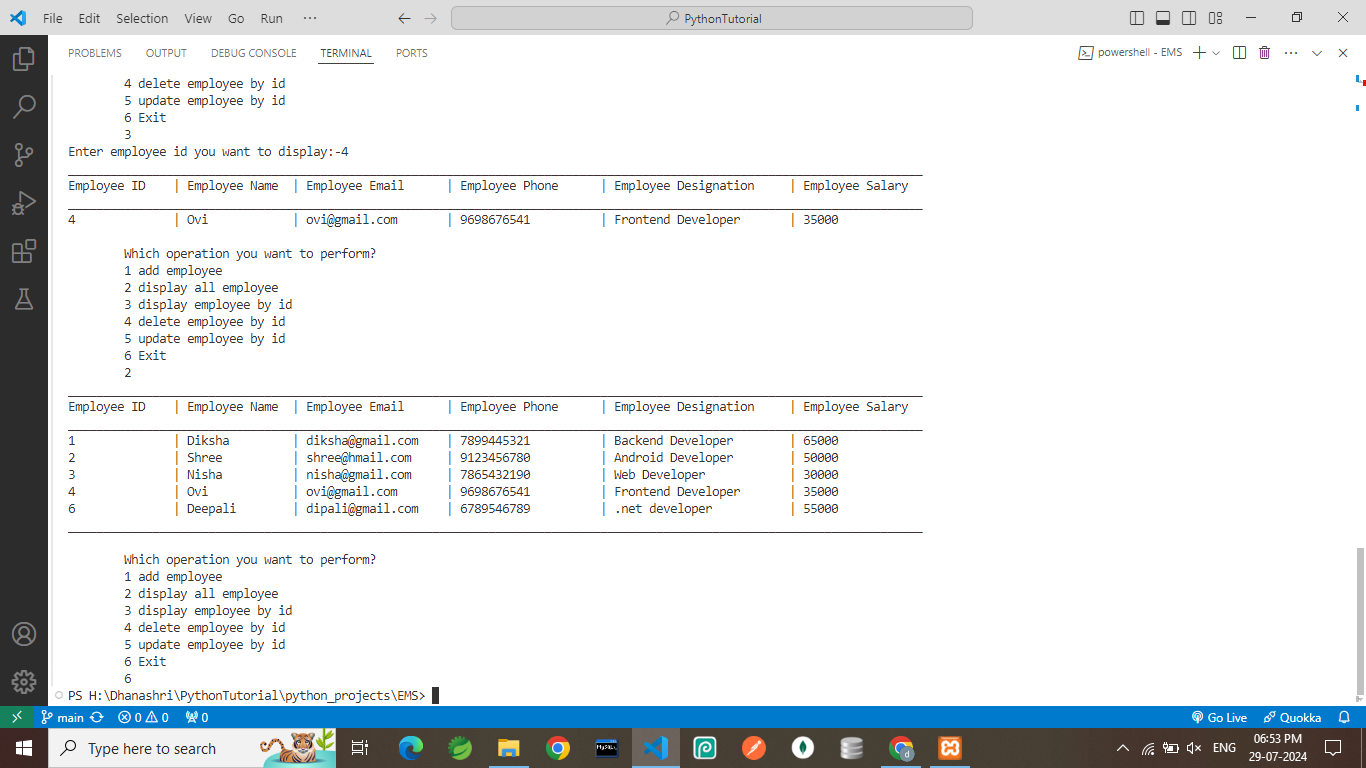 File Edit Selection View Go Run ··· PythonTutorial
PROBLEMS OUTPUT DEBUG CONSOLE TERMINAL PORTS powershell - EMS
4 delete employee by id
5 update employee by id
6 Exit
3
Enter employee id you want to display:-4
Employee ID | Employee Name | Employee Email | Employee Phone | Employee Designation | Employee Salary
4 | Ovi | ovi@gmail.com | 9698676541 | Frontend Developer | 35000
Which operation you want to perform?
1 add employee
2 display all employee
3 display employee by id
4 delete employee by id
5 update employee by id
6 Exit
2
Employee ID | Employee Name | Employee Email | Employee Phone | Employee Designation | Employee Salary
1 | Diksha | diksha@gmail.com | 7899445321 | Backend Developer | 65000
2 | Shree | shree@hmail.com | 9123456780 | Android Developer | 50000
3 | Nisha | nisha@gmail.com | 7865432190 | Web Developer | 30000
4 | Ovi | ovi@gmail.com | 9698676541 | Frontend Developer | 35000
6 | Deepali | dipali@gmail.com | 6789546789 | .net developer | 55000
Which operation you want to perform?
1 add employee
2 display all employee
3 display employee by id
4 delete employee by id
5 update employee by id
6 Exit
6
PS H:\Dhanashri\PythonTutorial\python_projects\EMS>
main 0 0 0 Go Live Quokka
Type here to search MySQL d ENG 06:53 PM
29-07-2024